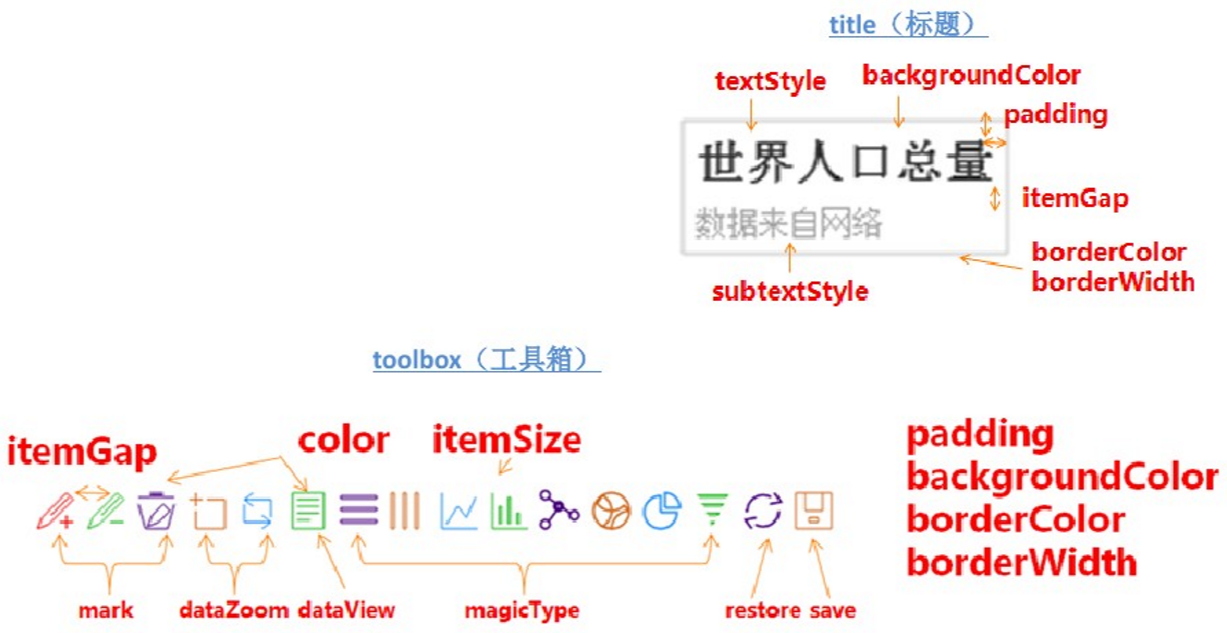 title（标题）
textStyle
backgroundColor
padding
世界人口总量
itemGap
数据来自网络
borderColor
borderWidth
subtextStyle
toolbox（工具箱）
itemGap
color
itemSize
padding
backgroundColor
borderColor
borderWidth
mark
dataZoom
dataView
magicType
restore
save